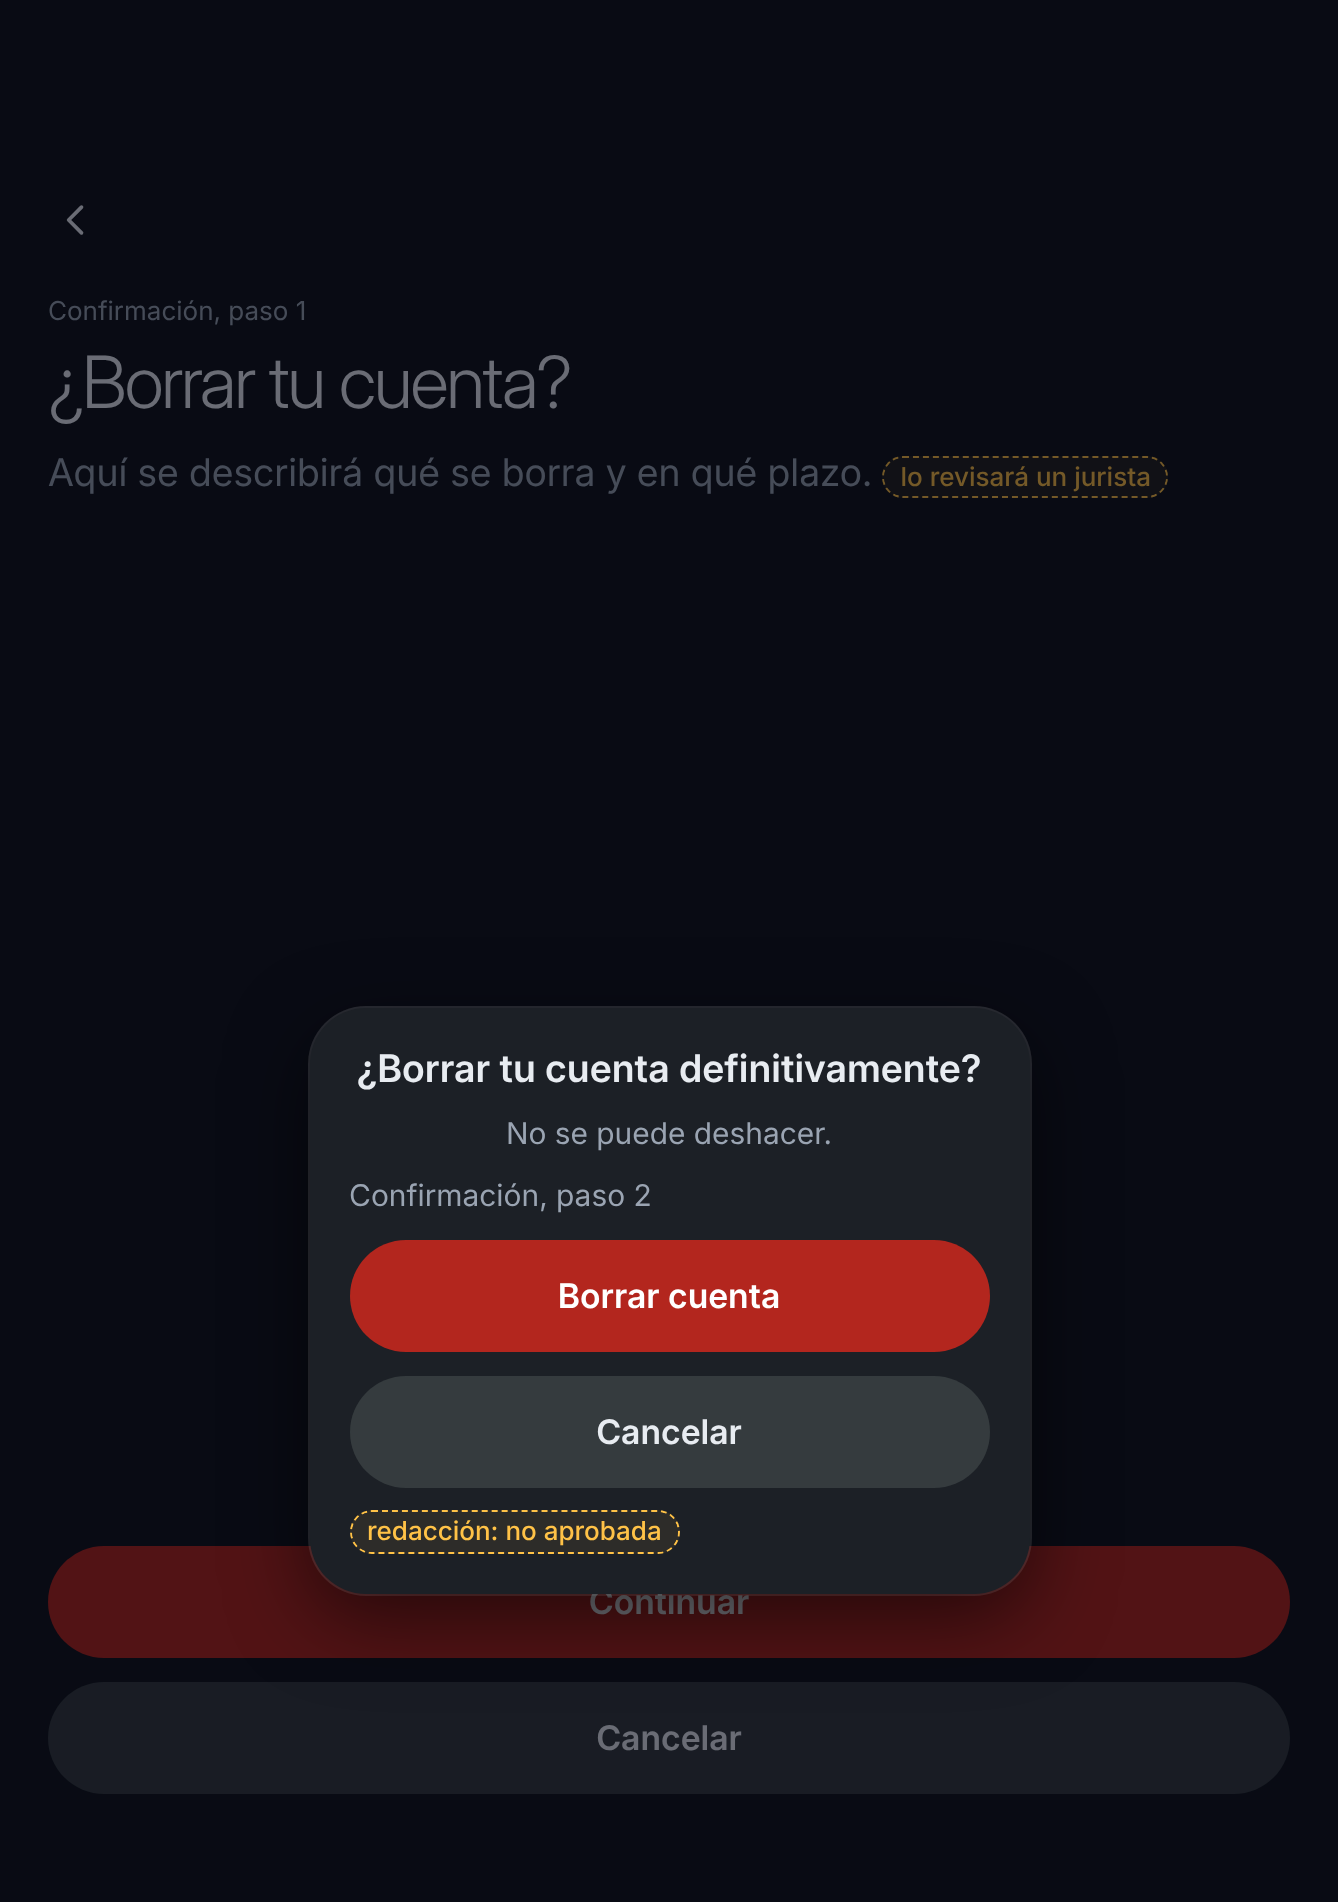 Confirmación, paso 1
¿Borrar tu cuenta?
Aquí se describirá qué se borra y en qué plazo. lo revisará un jurista
¿Borrar tu cuenta definitivamente?
No se puede deshacer.
Confirmación, paso 2
Borrar cuenta
Cancelar
redacción: no aprobada
Continuar
Cancelar